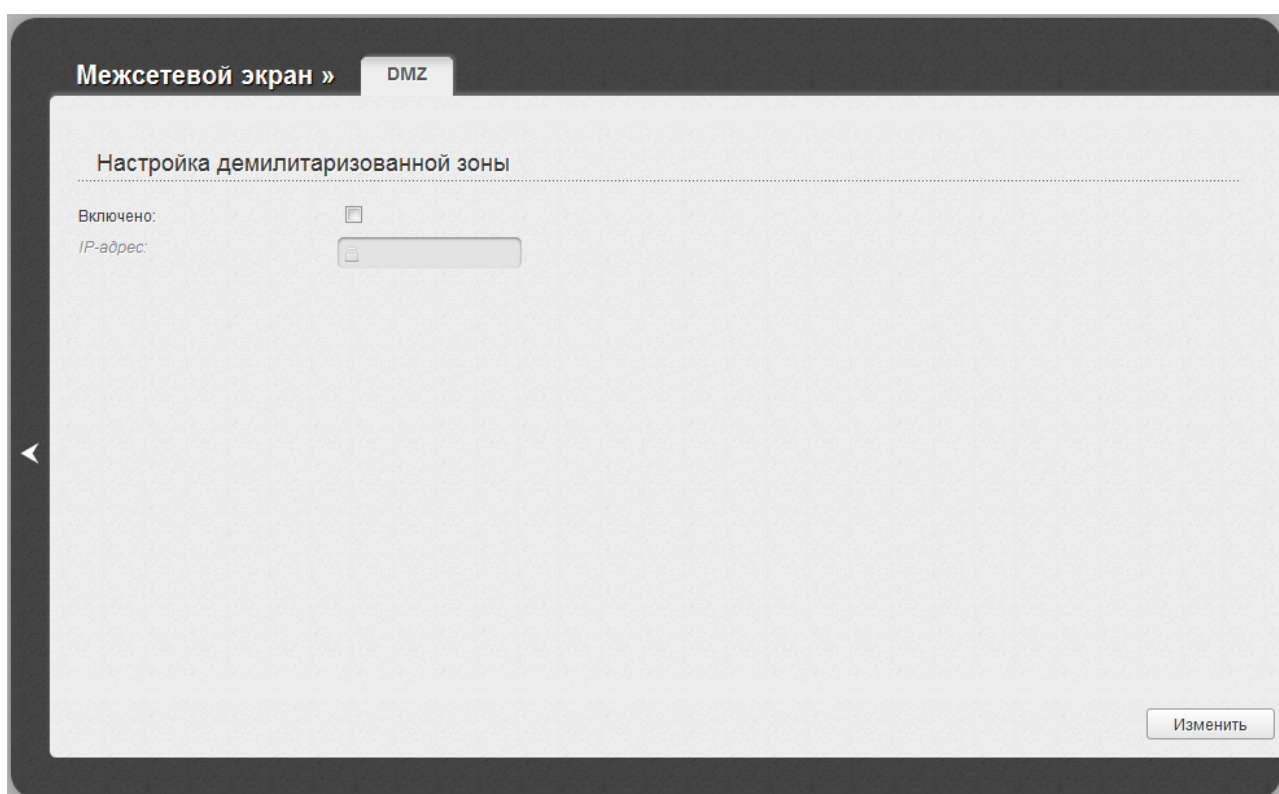 Межсетевой экран »
DMZ
Настройка демилитаризованной зоны
Включено:
IP-адрес:
Изменить